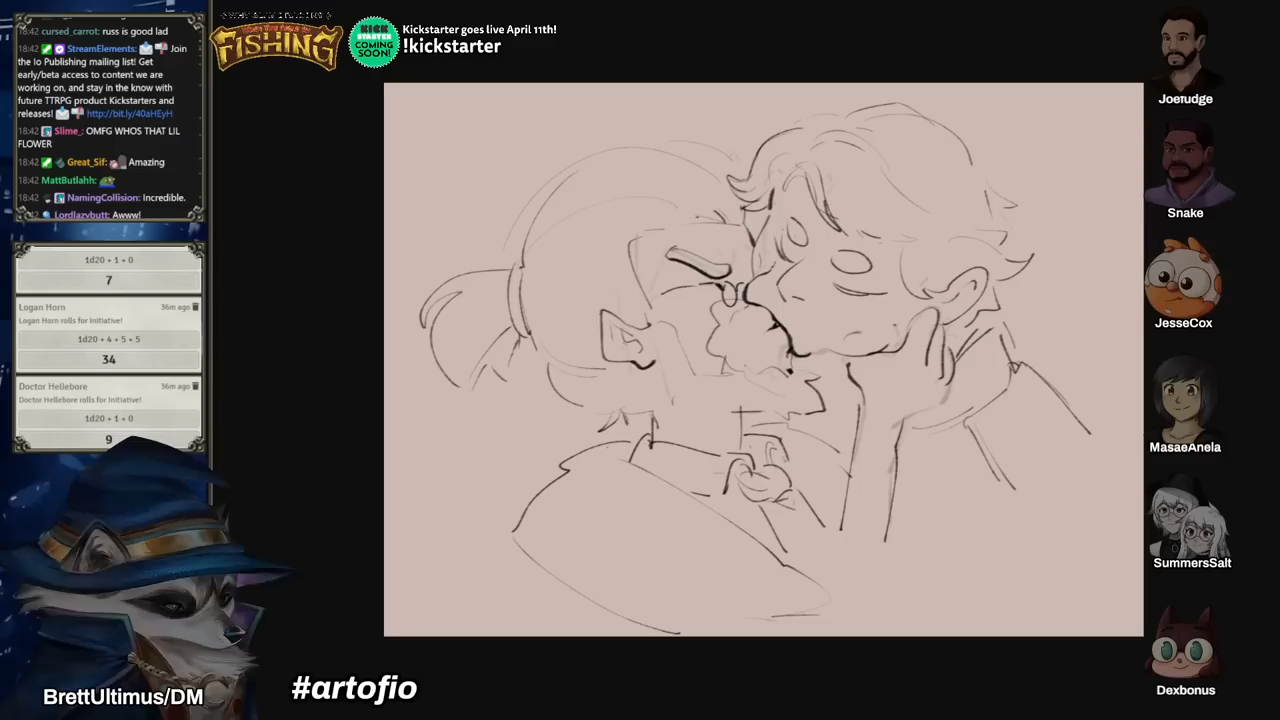 18:42 cursed_carrot: russ is good lad
18:42 StreamElements: Join
the Io Publishing mailing list! Get
early/beta access to content we are
working on, and stay in the know with
future TTRPG product Kickstarters and
releases! http://bit.ly/40aHEyH
18:42 Slime_: OMFG WHOS THAT LIL
FLOWER
18:42 Great_Sif: Amazing
18:42 MattButlahh:
18:42 NamingCollision: Incredible.
Lordlazybutt: Awww!
1d20 + 1 + 0
7
Logan Horn 36m ago
Logan Horn rolls for Initiative!
1d20 + 4 + 5 + 5
34
Doctor Hellebore 36m ago
Doctor Hellebore rolls for Initiative!
1d20 + 1 + 0
9
BrettUltimus/DM
FISHING
KICK
STARTER
COMING
SOON!
Kickstarter goes live April 11th!
!kickstarter
#artofio
Joefudge
Snake
JesseCox
MasaeAnela
SummersSalt
Dexbonus